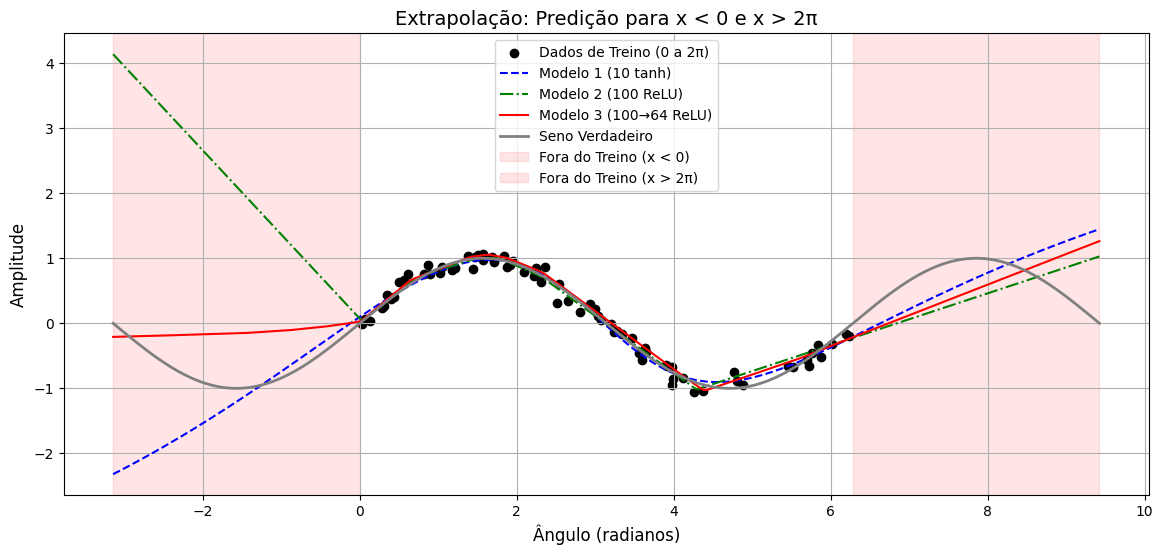 Extrapolação: Predição para x < 0 e x > 2π
Dados de Treino (0 a 2π)
Modelo 1 (10 tanh)
Modelo 2 (100 ReLU)
Modelo 3 (100→64 ReLU)
Seno Verdadeiro
Fora do Treino (x < 0)
Fora do Treino (x > 2π)
Amplitude
4
3
2
1
0
−1
−2
−2
0
2
4
6
8
10
Ângulo (radianos)